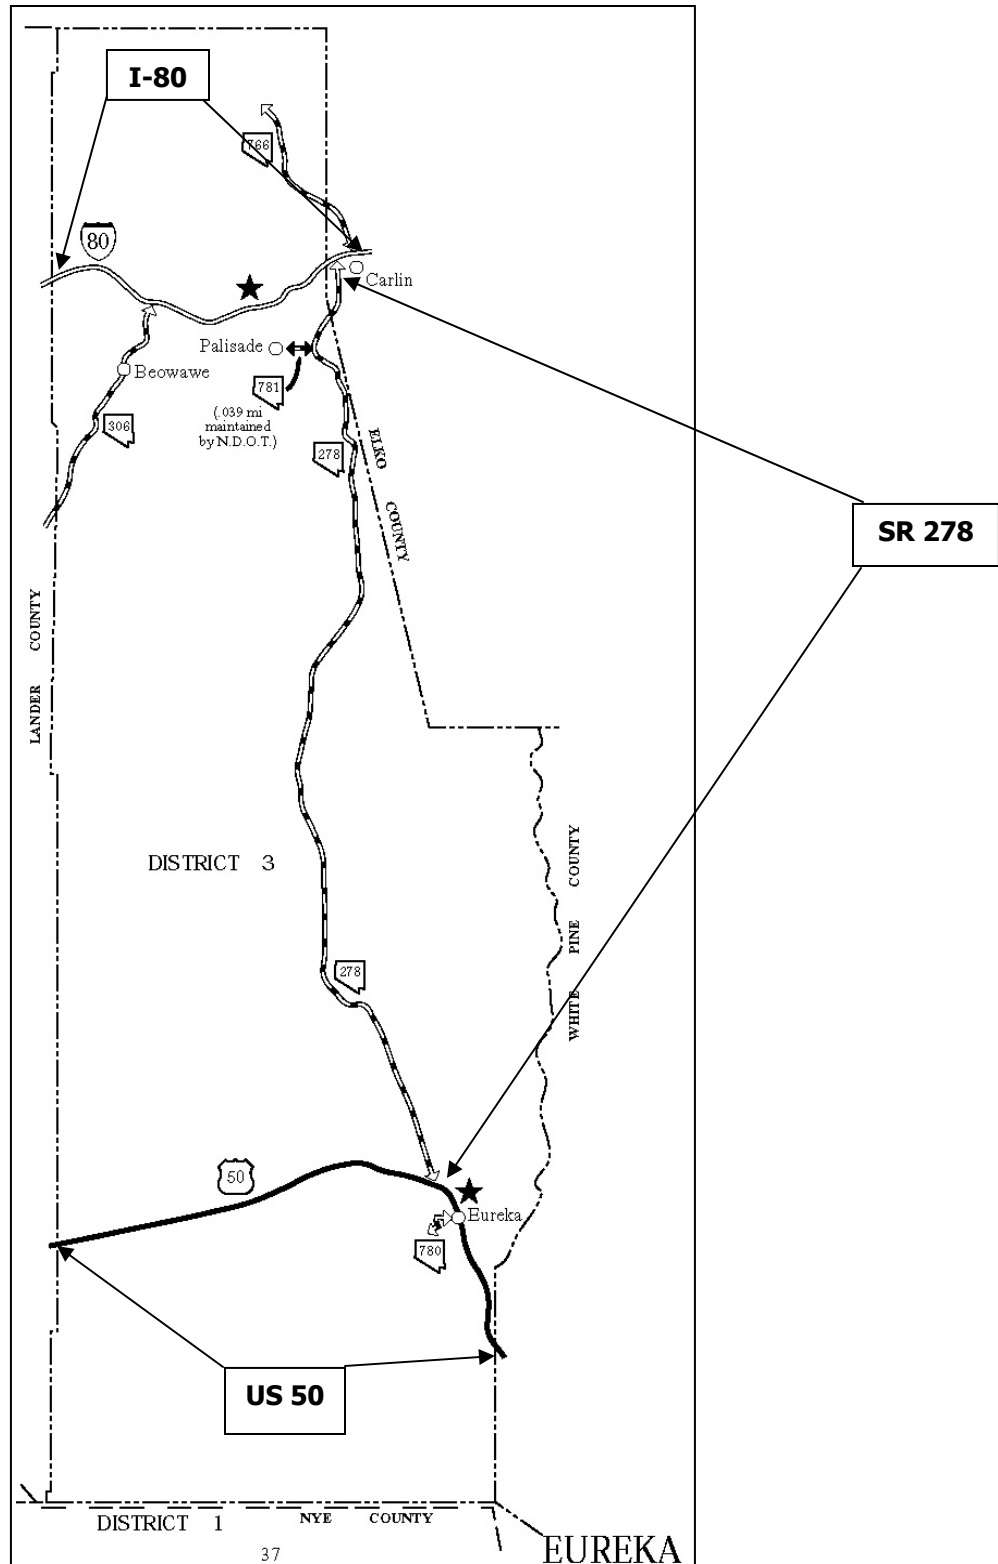 I-80
766
80
Carlin
Palisade
Beowawe
781
(.039 mi
maintained
by N.D.O.T.)
306
278
ELKO COUNTY
SR 278
LANDER COUNTY
DISTRICT 3
WHITE PINE COUNTY
278
50
Eureka
780
US 50
DISTRICT 1
NYE COUNTY
EUREKA
37